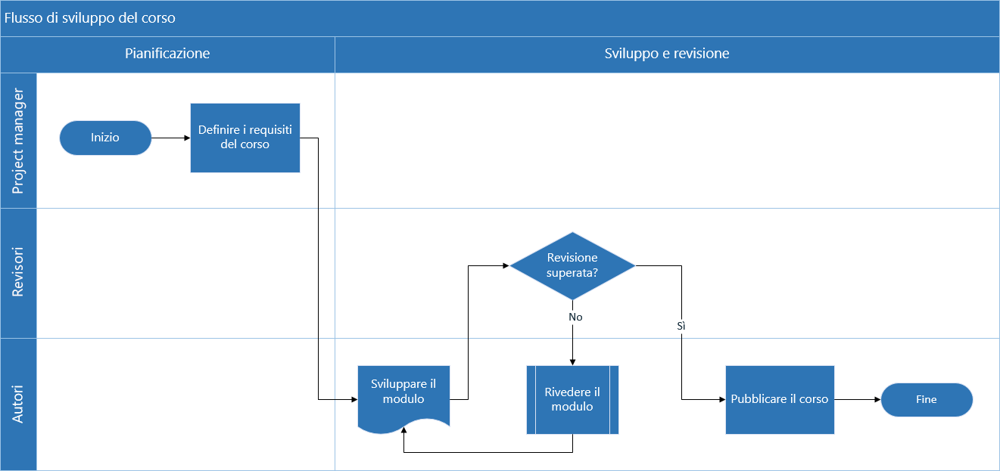 Flusso di sviluppo del corso
Pianificazione
Sviluppo e revisione
Project manager
Inizio
Definire i requisiti
del corso
Revisori
Revisione
superata?
No
Sì
Autori
Sviluppare il
modulo
Rivedere il
modulo
Pubblicare il corso
Fine